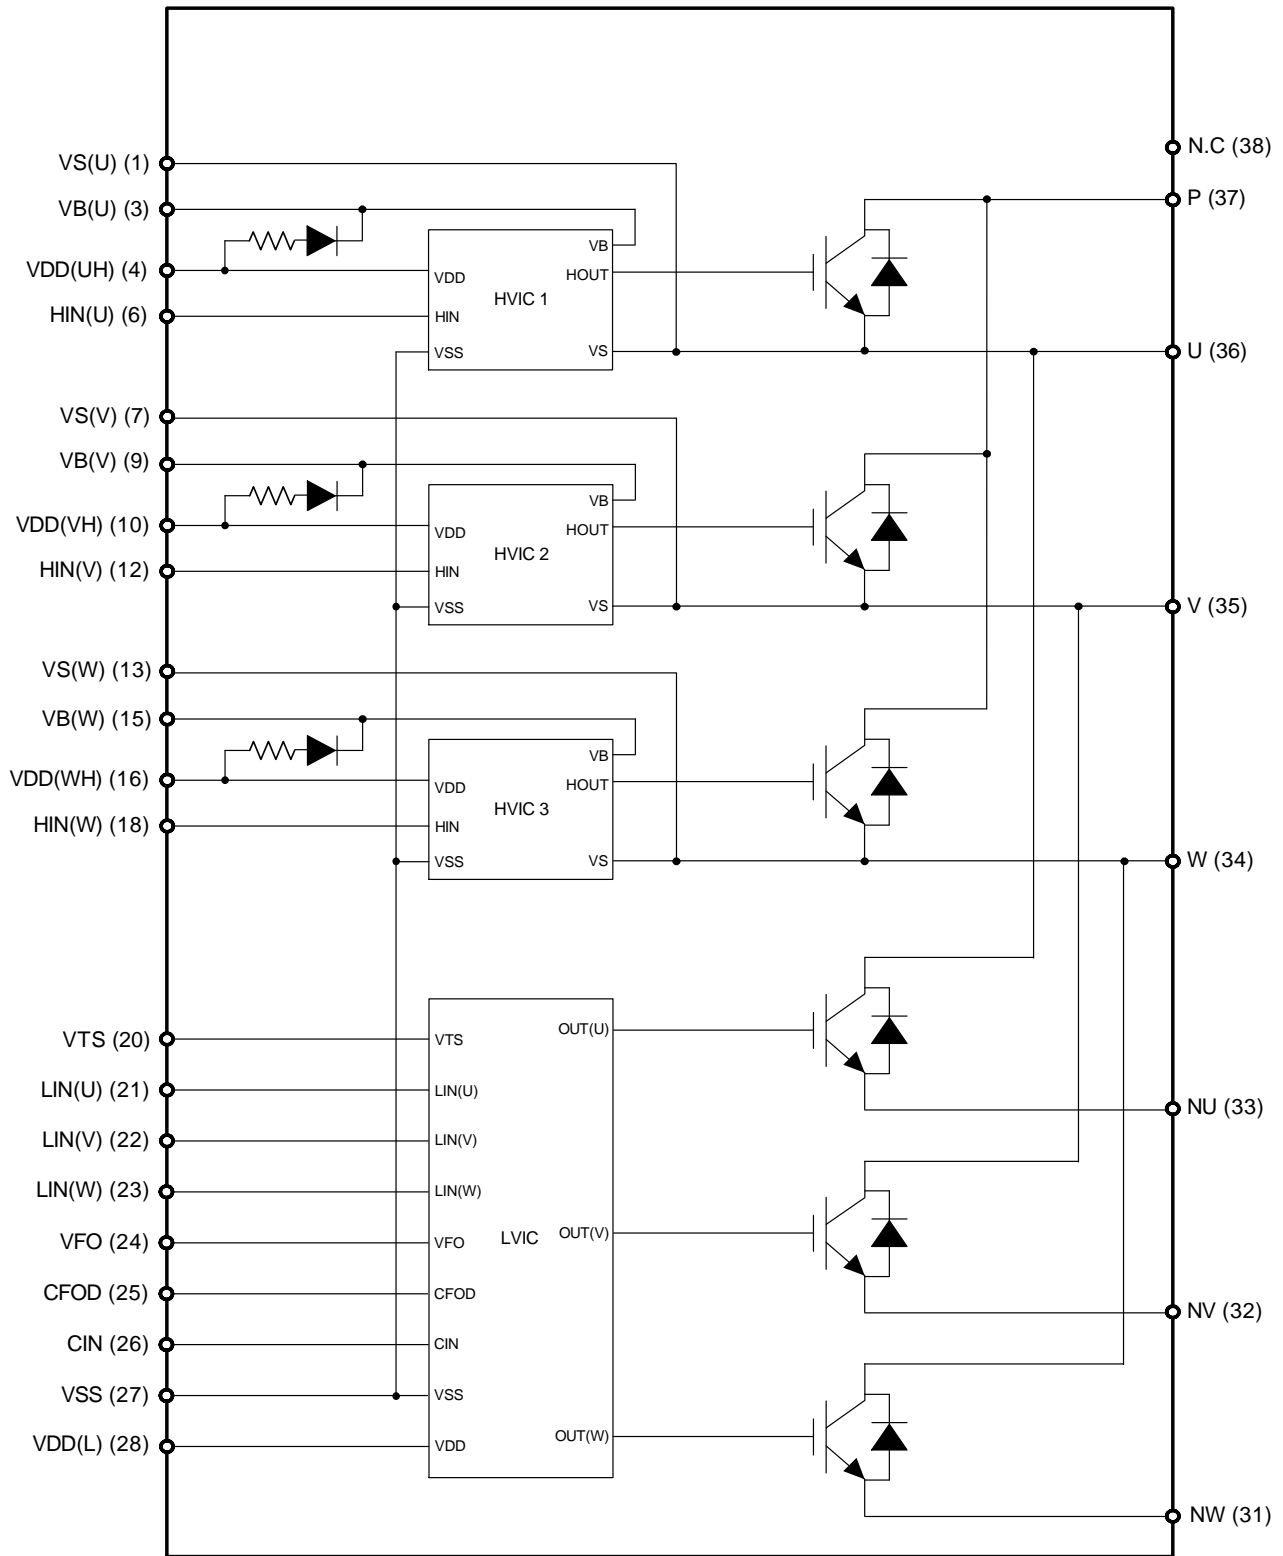 VS(U) (1)
VB(U) (3)
VDD(UH) (4)
HIN(U) (6)
VS(V) (7)
VB(V) (9)
VDD(VH) (10)
HIN(V) (12)
VS(W) (13)
VB(W) (15)
VDD(WH) (16)
HIN(W) (18)
VTS (20)
LIN(U) (21)
LIN(V) (22)
LIN(W) (23)
VFO (24)
CFOD (25)
CIN (26)
VSS (27)
VDD(L) (28)
VB
VDD
HOUT
HVIC 1
HIN
VSS
VS
VB
VDD
HOUT
HVIC 2
HIN
VSS
VS
VB
VDD
HOUT
HVIC 3
HIN
VSS
VS
VTS
LIN(U)
LIN(V)
LIN(W)
VFO
CFOD
CIN
VSS
VDD
LVIC
OUT(U)
OUT(V)
OUT(W)
N.C (38)
P (37)
U (36)
V (35)
W (34)
NU (33)
NV (32)
NW (31)